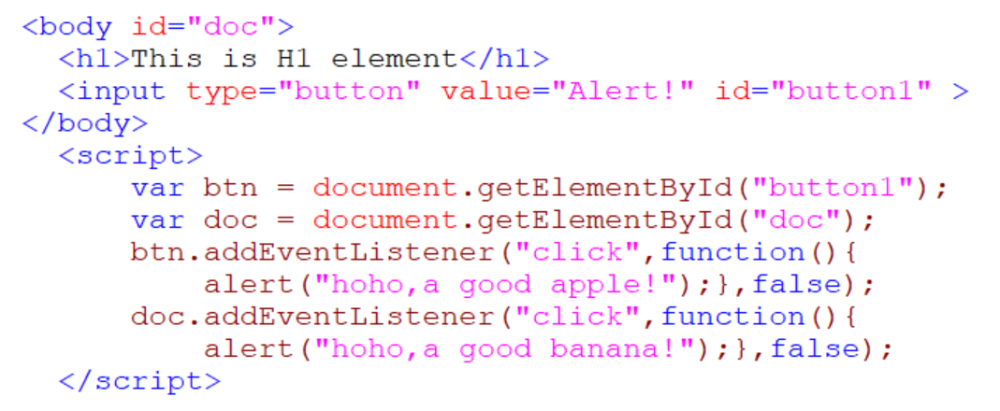 <body id="doc">
<h1>This is H1 element</h1>
<input type="button" value="Alert!" id="button1" >
</body>
<script>
var btn = document.getElementById("button1");
var doc = document.getElementById("doc");
btn.addEventListener("click",function(){
alert("hoho,a good apple!");},false);
doc.addEventListener("click",function(){
alert("hoho,a good banana!");},false);
</script>